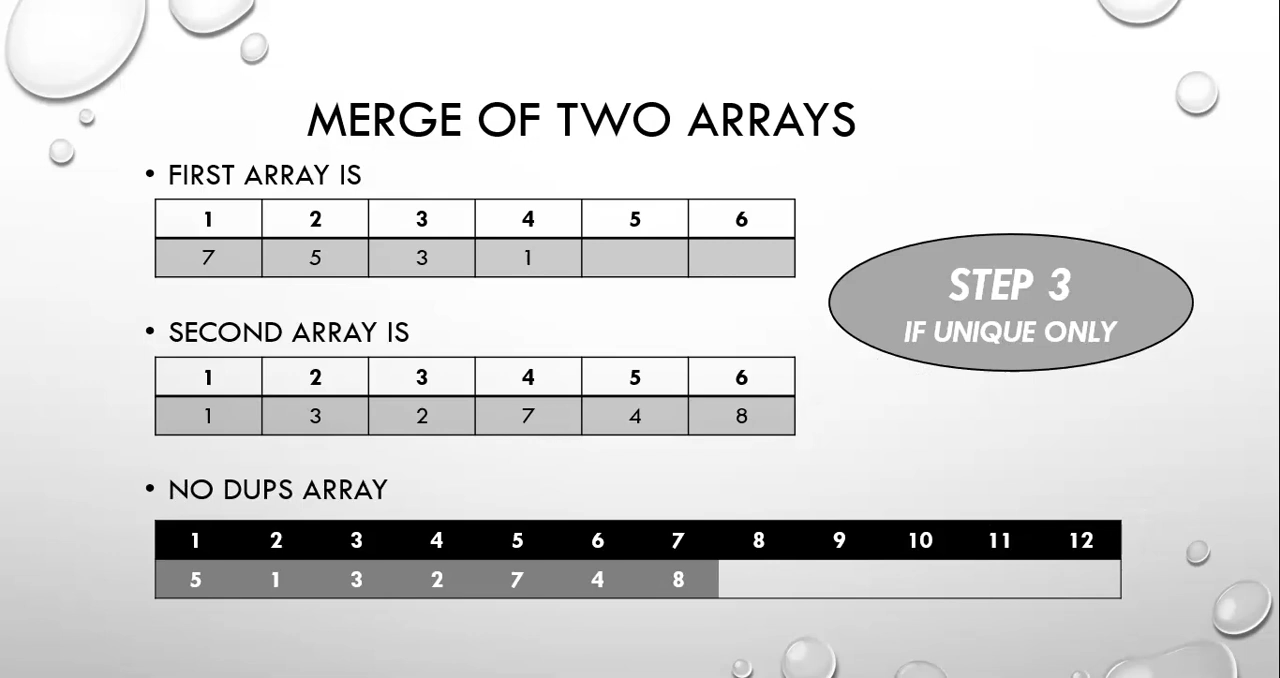 MERGE OF TWO ARRAYS
• FIRST ARRAY IS
1 2 3 4 5 6
7 5 3 1
STEP 3
IF UNIQUE ONLY
• SECOND ARRAY IS
1 2 3 4 5 6
1 3 2 7 4 8
• NO DUPS ARRAY
1 2 3 4 5 6 7 8 9 10 11 12
5 1 3 2 7 4 8